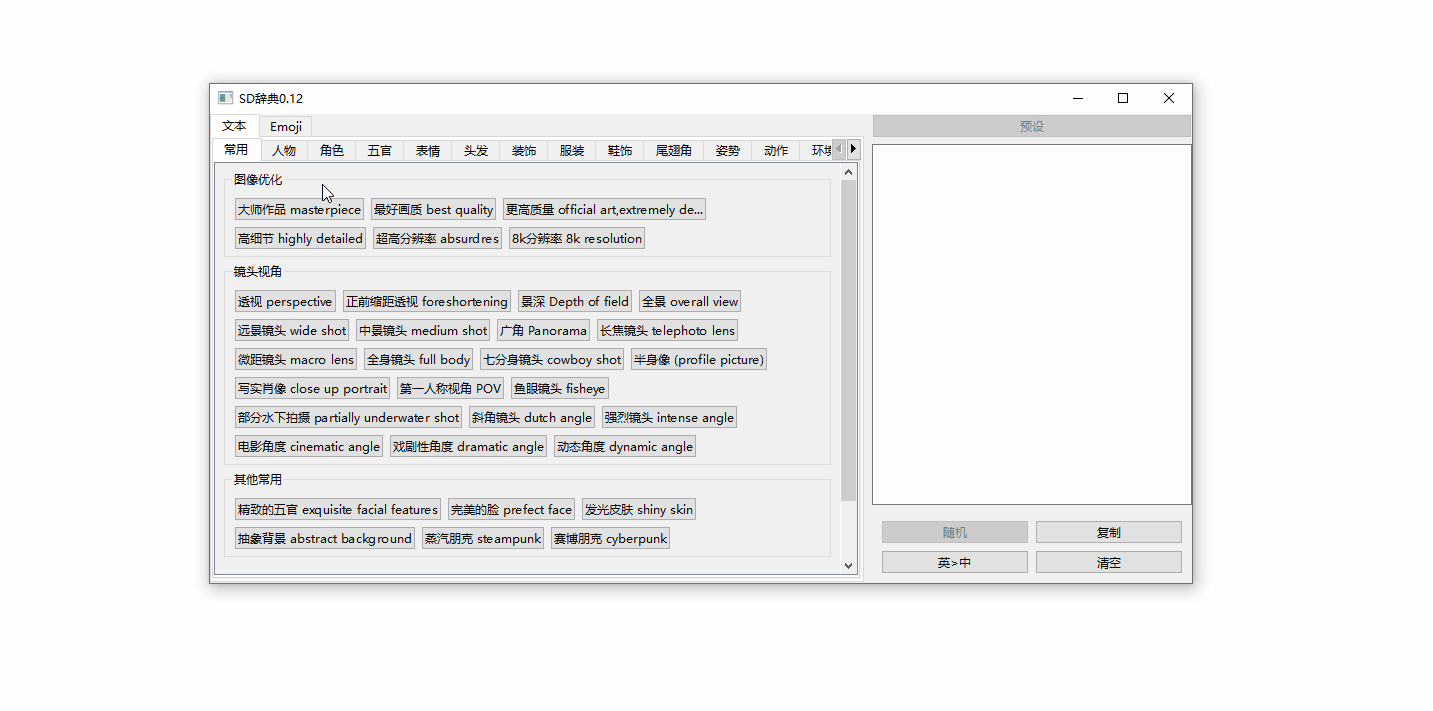 SD辞典0.12
文本 Emoji
常用 人物 角色 五官 表情 头发 装饰 服装 鞋饰 尾翅角 姿势 动作
图像优化
大师作品 masterpiece 最好画质 best quality 更高质量 official art,extremely de...
高细节 highly detailed 超高分辨率 absurdres 8k分辨率 8k resolution
镜头视角
透视 perspective 正前缩距透视 foreshortening 景深 Depth of field 全景 overall view
远景镜头 wide shot 中景镜头 medium shot 广角 Panorama 长焦镜头 telephoto lens
微距镜头 macro lens 全身镜头 full body 七分身镜头 cowboy shot 半身像 (profile picture)
写实肖像 close up portrait 第一人称视角 POV 鱼眼镜头 fisheye
部分水下拍摄 partially underwater shot 斜角镜头 dutch angle 强烈镜头 intense angle
电影角度 cinematic angle 戏剧性角度 dramatic angle 动态角度 dynamic angle
其他常用
精致的五官 exquisite facial features 完美的脸 prefect face 发光皮肤 shiny skin
抽象背景 abstract background 蒸汽朋克 steampunk 赛博朋克 cyberpunk
预设
随机 复制
英>中 清空